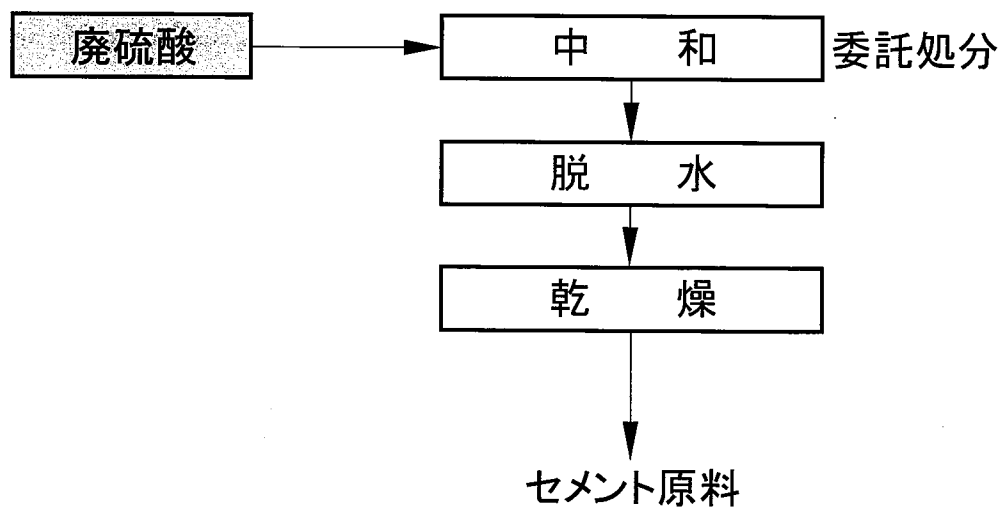 廃硫酸
中 和
委託処分
脱 水
乾 燥
セメント原料